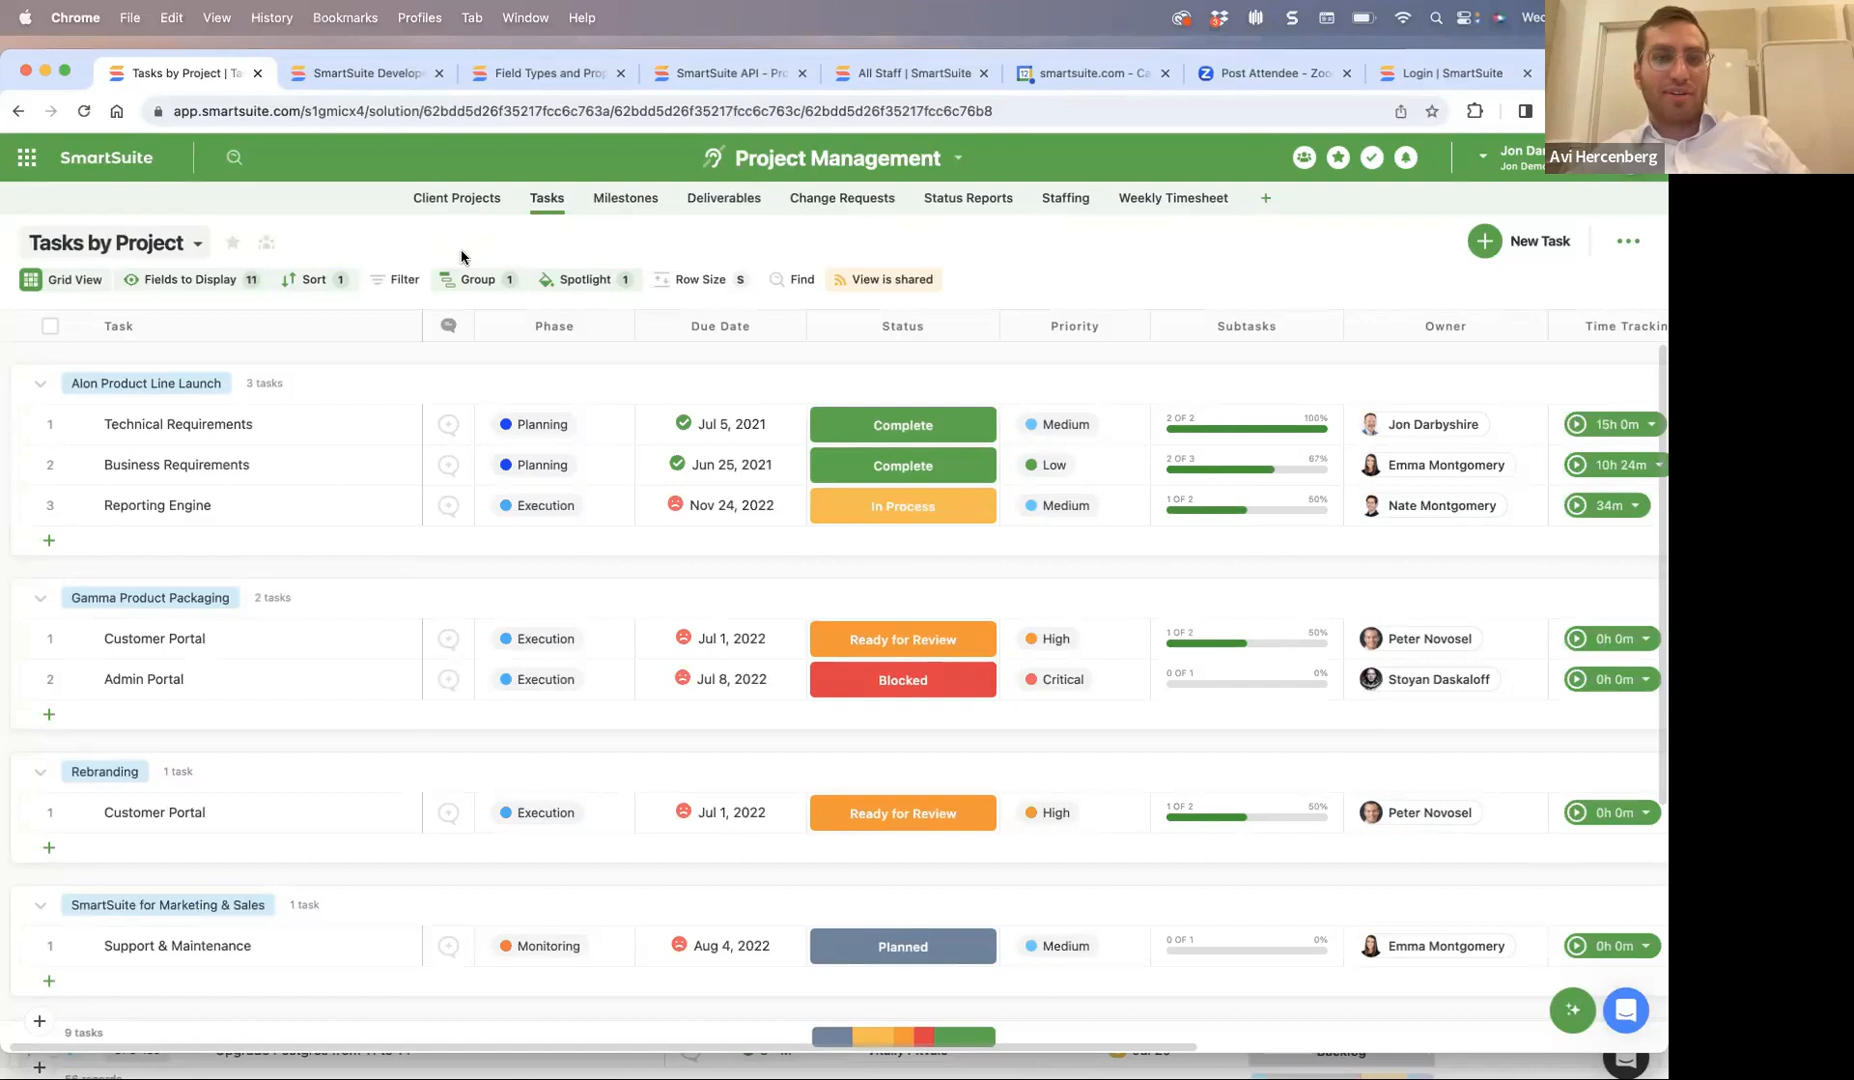 Chrome File Edit View History Bookmarks Profiles Tab Window Help
3
Wed
Tasks by Project | Ta
SmartSuite Develop
Field Types and Prop
SmartSuite API - Pro
All Staff | SmartSuite
12 smartsuite.com - Ca
Post Attendee - Zoo
Login | SmartSuite
app.smartsuite.com/s1gmicx4/solution/62bdd5d26f35217fcc6c763a/62bdd5d26f35217fcc6c763c/62bdd5d26f35217fcc6c76b8
Avi Hercenberg
SmartSuite
Project Management
Jon Dar
Jon Demo
Client Projects Tasks Milestones Deliverables Change Requests Status Reports Staffing Weekly Timesheet +
Tasks by Project
New Task
Grid View Fields to Display 11 Sort 1 Filter Group 1 Spotlight 1 Row Size S Find View is shared
Task Phase Due Date Status Priority Subtasks Owner Time Trackin
Alon Product Line Launch 3 tasks
1 Technical Requirements Planning Jul 5, 2021 Complete Medium 2 OF 2 100% Jon Darbyshire 15h 0m
2 Business Requirements Planning Jun 25, 2021 Complete Low 2 OF 3 67% Emma Montgomery 10h 24m
3 Reporting Engine Execution Nov 24, 2022 In Process Medium 1 OF 2 50% Nate Montgomery 34m
+
Gamma Product Packaging 2 tasks
1 Customer Portal Execution Jul 1, 2022 Ready for Review High 1 OF 2 50% Peter Novosel 0h 0m
2 Admin Portal Execution Jul 8, 2022 Blocked Critical 0 OF 1 0% Stoyan Daskaloff 0h 0m
+
Rebranding 1 task
1 Customer Portal Execution Jul 1, 2022 Ready for Review High 1 OF 2 50% Peter Novosel 0h 0m
+
SmartSuite for Marketing & Sales 1 task
1 Support & Maintenance Monitoring Aug 4, 2022 Planned Medium 0 OF 1 0% Emma Montgomery 0h 0m
+
+
9 tasks